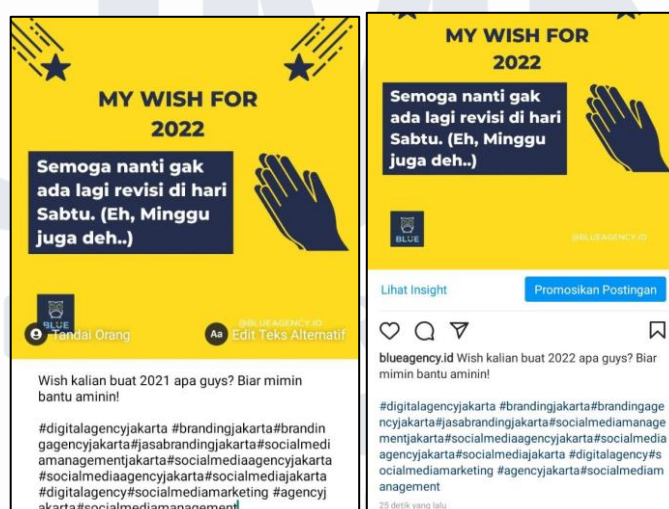 MY WISH FOR
2022
Semoga nanti gak
ada lagi revisi di hari
Sabtu. (Eh, Minggu
juga deh..)
BLUE
@BLUEAGENCY.ID
Tandai Orang
Aa Edit Teks Alternatif
Wish kalian buat 2021 apa guys? Biar mimin
bantu aminin!
#digitalagencyjakarta #brandingjakarta#brandin
gagencyjakarta#jasabrandingjakarta#socialmedi
amanagementjakarta#socialmediaagencyjakarta
#socialmediaagencyjakarta#socialmediajakarta
#digitalagency#socialmediamarketing #agencyj
akarta#socialmediamanagement
MY WISH FOR
2022
Semoga nanti gak
ada lagi revisi di hari
Sabtu. (Eh, Minggu
juga deh..)
BLUE
@BLUEAGENCY.ID
Lihat Insight
Promosikan Postingan
blueagency.id Wish kalian buat 2022 apa guys? Biar
mimin bantu aminin!
#digitalagencyjakarta #brandingjakarta#brandingage
ncyjakarta#jasabrandingjakarta#socialmediamanage
mentjakarta#socialmediaagencyjakarta#socialmedia
agencyjakarta#socialmediajakarta #digitalagency#s
ocialmediamarketing #agencyjakarta#socialmediam
anagement
25 detik yang lalu